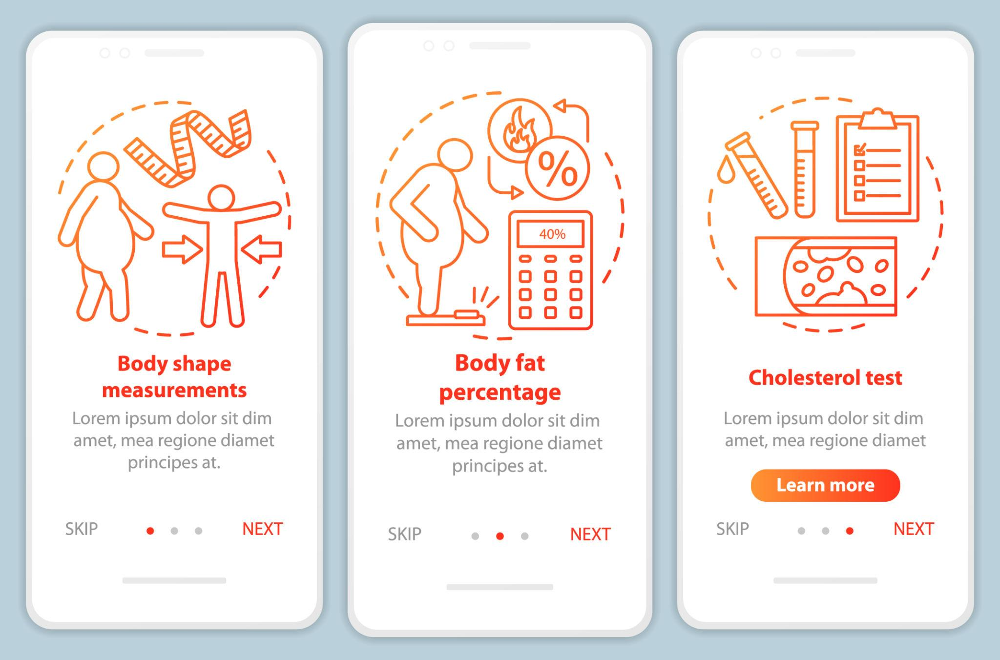 Body shape
measurements
Lorem ipsum dolor sit dim
amet, mea regione diamet
principes at.
SKIP
NEXT
%
40%
Body fat
percentage
Lorem ipsum dolor sit dim
amet, mea regione diamet
principes at.
SKIP
NEXT
Cholesterol test
Lorem ipsum dolor sit dim
amet, mea regione diamet
Learn more
SKIP
NEXT